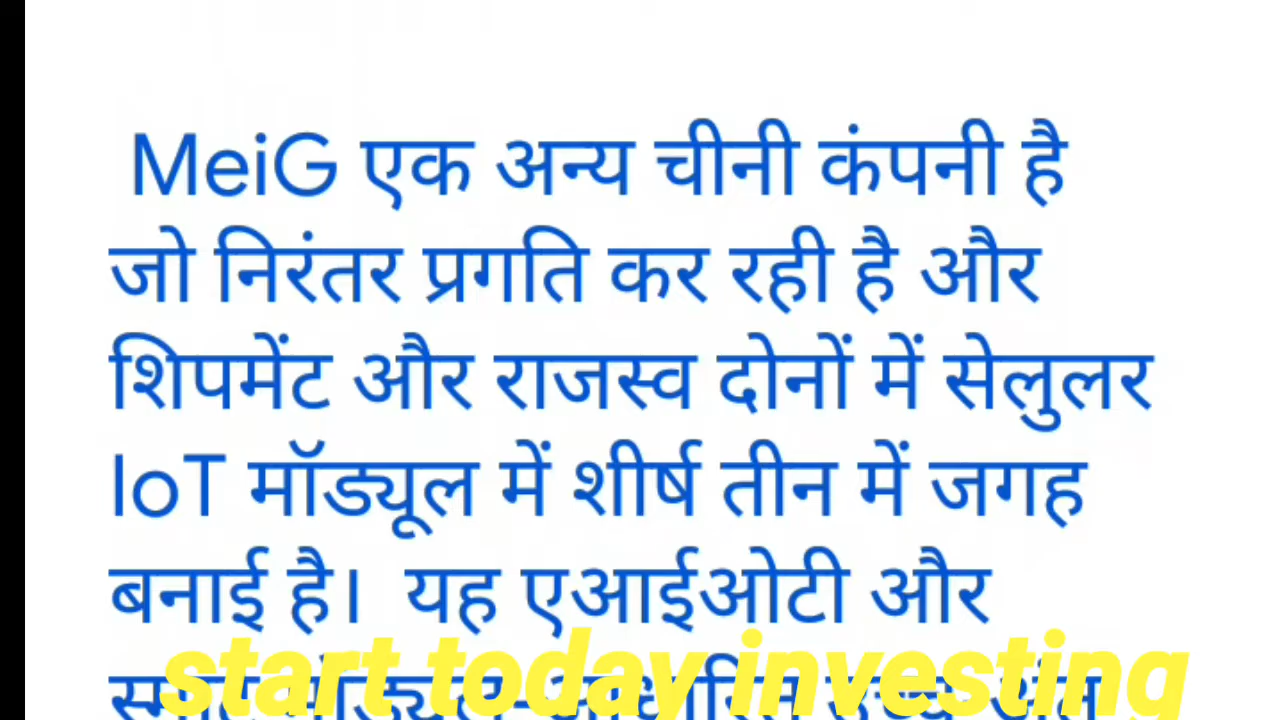 MeiG एक अन्य चीनी कंपनी है
जो निरंतर प्रगति कर रही है और
शिपमेंट और राजस्व दोनों में सेलुलर
IoT मॉड्यूल में शीर्ष तीन में जगह
बनाई है। यह एआईओटी और
start today investing